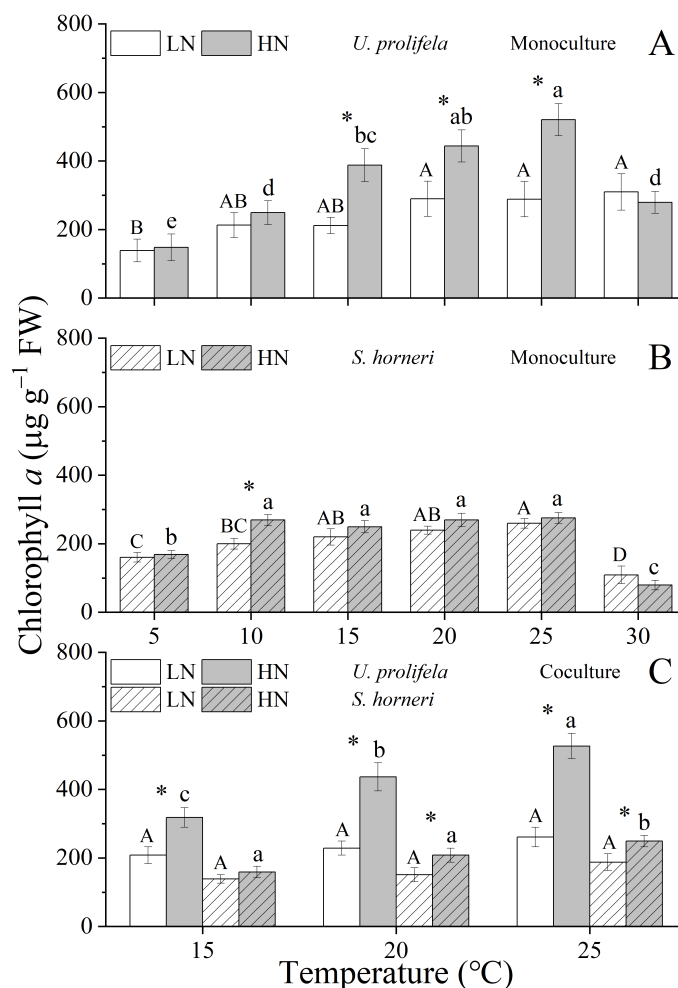 800
LN HN U. prolifela Monoculture A
* a
600
* ab
* bc
400
A A A d
AB d AB
200
B e
0
800
LN HN S. horneri Monoculture B
600
400
* a a a A a
C b BC AB AB
200
D c
0
5 10 15 20 25 30
800
LN HN U. prolifela Coculture C
LN HN S. horneri
* a
600
* b
* c
400
A A A * b
A a A * a A
200
0
15 20 25
Chlorophyll a (μg g⁻¹ FW)
Temperature (°C)